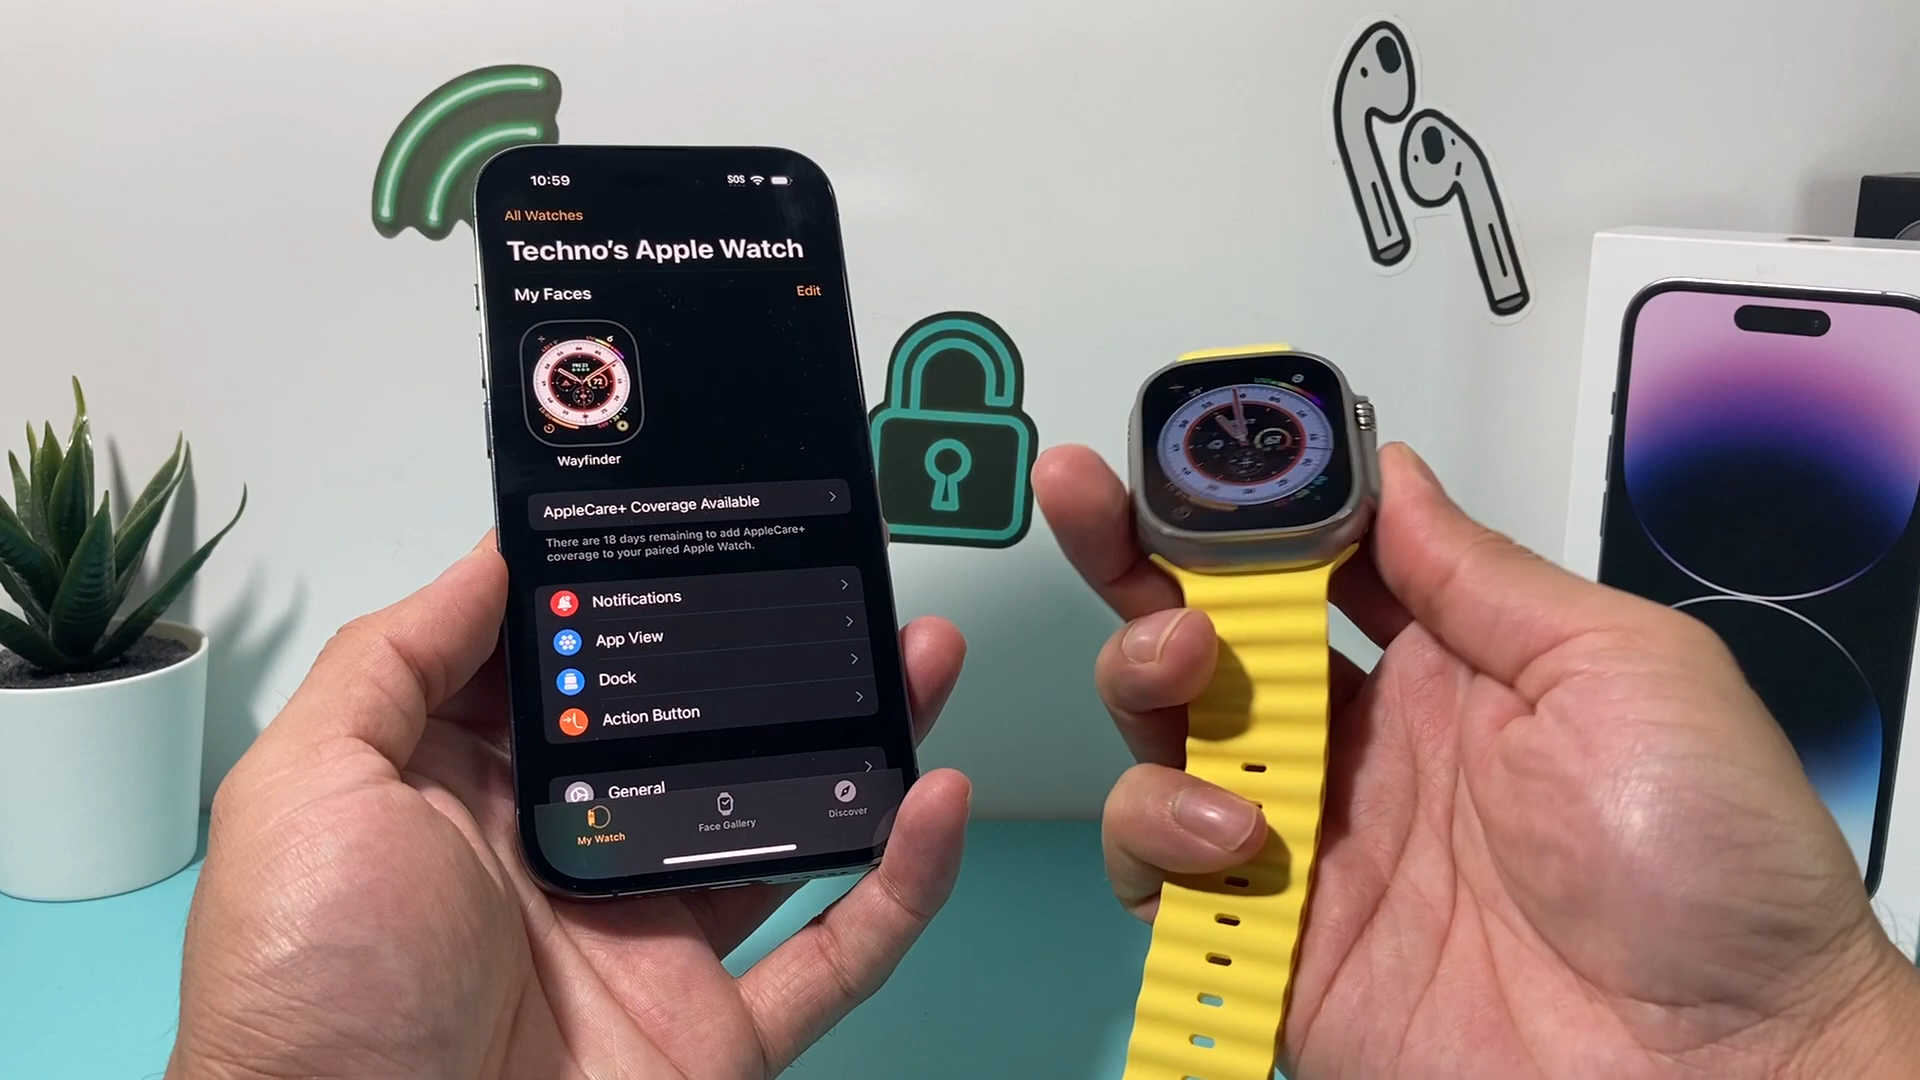 10:59
SOS
All Watches
Techno's Apple Watch
My Faces
Edit
Wayfinder
AppleCare+ Coverage Available
There are 18 days remaining to add AppleCare+
coverage to your paired Apple Watch.
Notifications
App View
Dock
Action Button
General
My Watch
Face Gallery
Discover